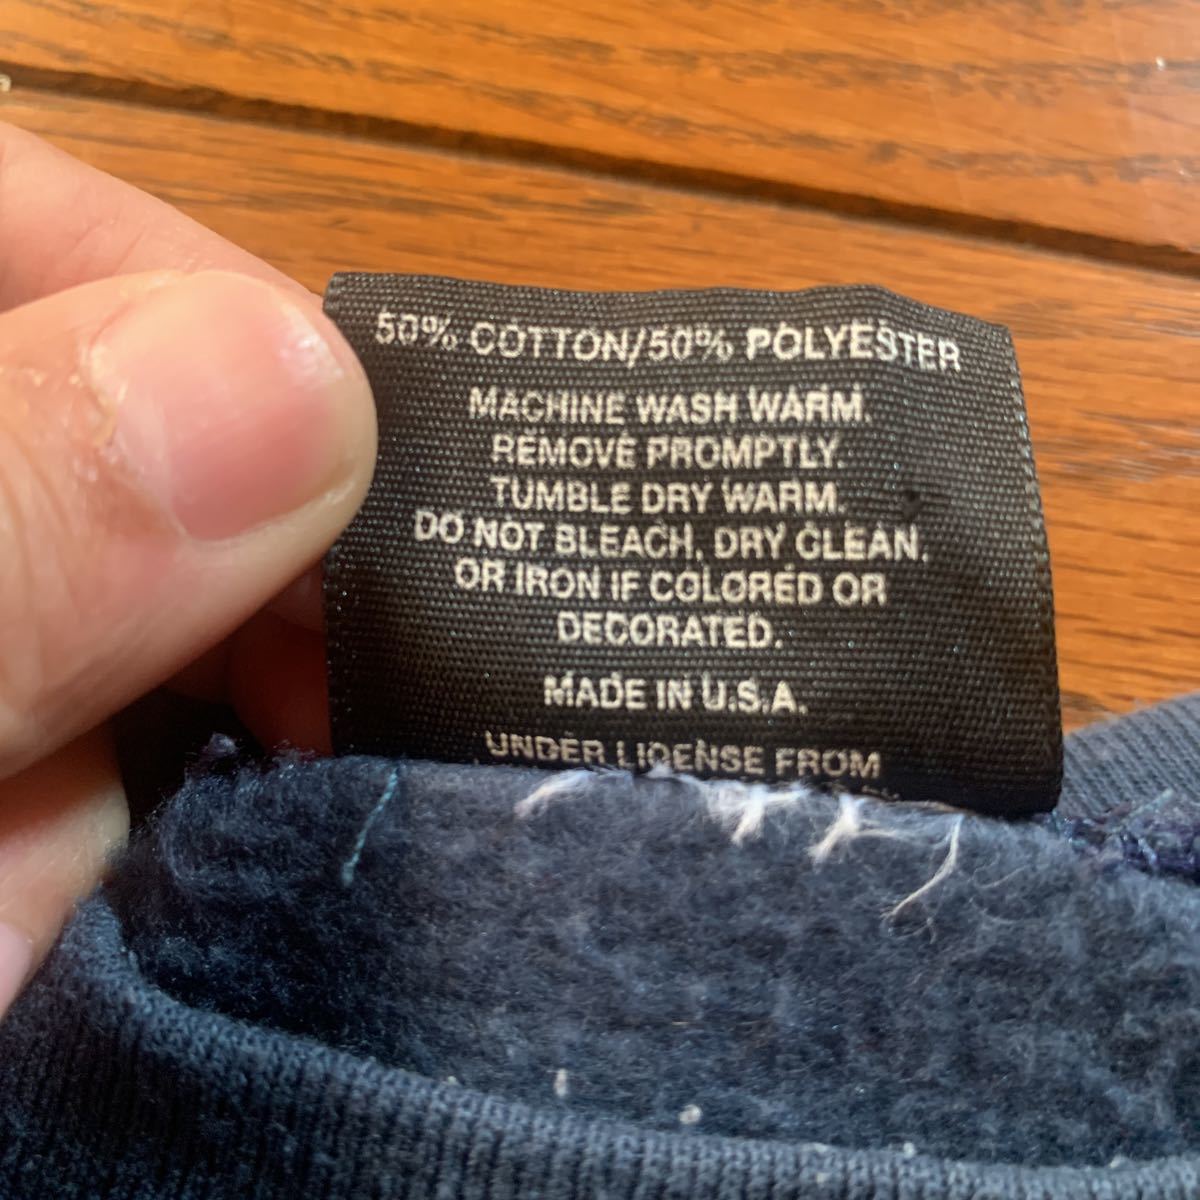 50% COTTON/50% POLYESTER
MACHINE WASH WARM.
REMOVE PROMPTLY.
TUMBLE DRY WARM.
DO NOT BLEACH, DRY CLEAN,
OR IRON IF COLORED OR
DECORATED.
MADE IN U.S.A.
UNDER LICENSE FROM